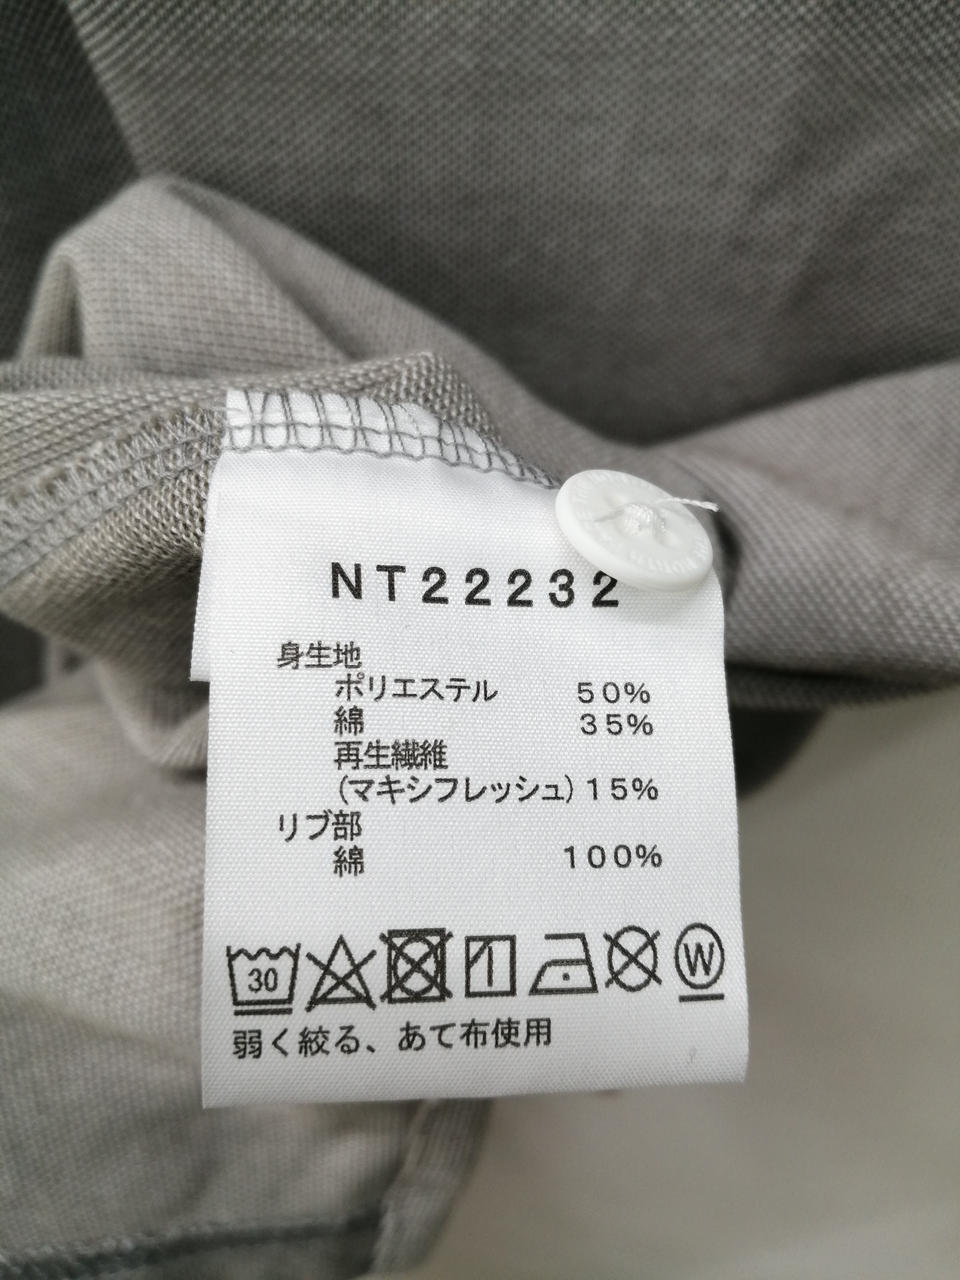 NT22232
身生地
ポリエステル 50%
綿 35%
再生繊維
(マキシフレッシュ) 15%
リブ部
綿 100%
30
W
弱く絞る、あて布使用